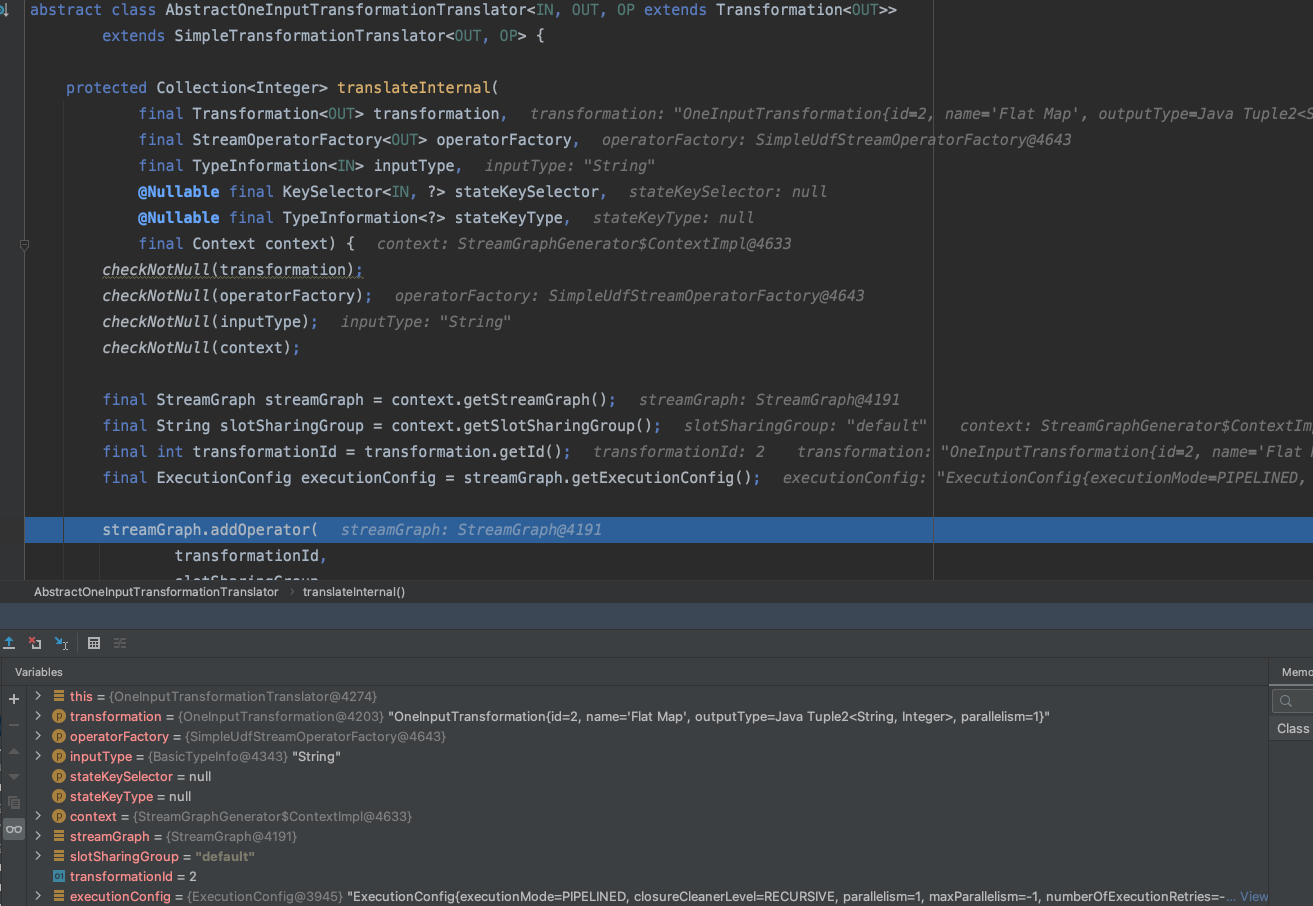 abstract class AbstractOneInputTransformationTranslator<IN, OUT, OP extends Transformation<OUT>>
extends SimpleTransformationTranslator<OUT, OP> {
protected Collection<Integer> translateInternal(
final Transformation<OUT> transformation, transformation: "OneInputTransformation{id=2, name='Flat Map', outputType=Java Tuple2<S
final StreamOperatorFactory<OUT> operatorFactory, operatorFactory: SimpleUdfStreamOperatorFactory@4643
final TypeInformation<IN> inputType, inputType: "String"
@Nullable final KeySelector<IN, ?> stateKeySelector, stateKeySelector: null
@Nullable final TypeInformation<?> stateKeyType, stateKeyType: null
final Context context) { context: StreamGraphGenerator$ContextImpl@4633
checkNotNull(transformation);
checkNotNull(operatorFactory); operatorFactory: SimpleUdfStreamOperatorFactory@4643
checkNotNull(inputType); inputType: "String"
checkNotNull(context);
final StreamGraph streamGraph = context.getStreamGraph(); streamGraph: StreamGraph@4191
final String slotSharingGroup = context.getSlotSharingGroup(); slotSharingGroup: "default" context: StreamGraphGenerator$ContextImp
final int transformationId = transformation.getId(); transformationId: 2 transformation: "OneInputTransformation{id=2, name='Flat
final ExecutionConfig executionConfig = streamGraph.getExecutionConfig(); executionConfig: "ExecutionConfig{executionMode=PIPELINED,
streamGraph.addOperator( streamGraph: StreamGraph@4191
transformationId,
slotSharingGroup
AbstractOneInputTransformationTranslator › translateInternal()
Variables
Memo
this = {OneInputTransformationTranslator@4274}
transformation = {OneInputTransformation@4203} "OneInputTransformation{id=2, name='Flat Map', outputType=Java Tuple2<String, Integer>, parallelism=1}"
Class
operatorFactory = {SimpleUdfStreamOperatorFactory@4643}
inputType = {BasicTypeInfo@4343} "String"
stateKeySelector = null
stateKeyType = null
context = {StreamGraphGenerator$ContextImpl@4633}
streamGraph = {StreamGraph@4191}
slotSharingGroup = "default"
transformationId = 2
executionConfig = {ExecutionConfig@3945} "ExecutionConfig{executionMode=PIPELINED, closureCleanerLevel=RECURSIVE, parallelism=1, maxParallelism=-1, numberOfExecutionRetries=-... View